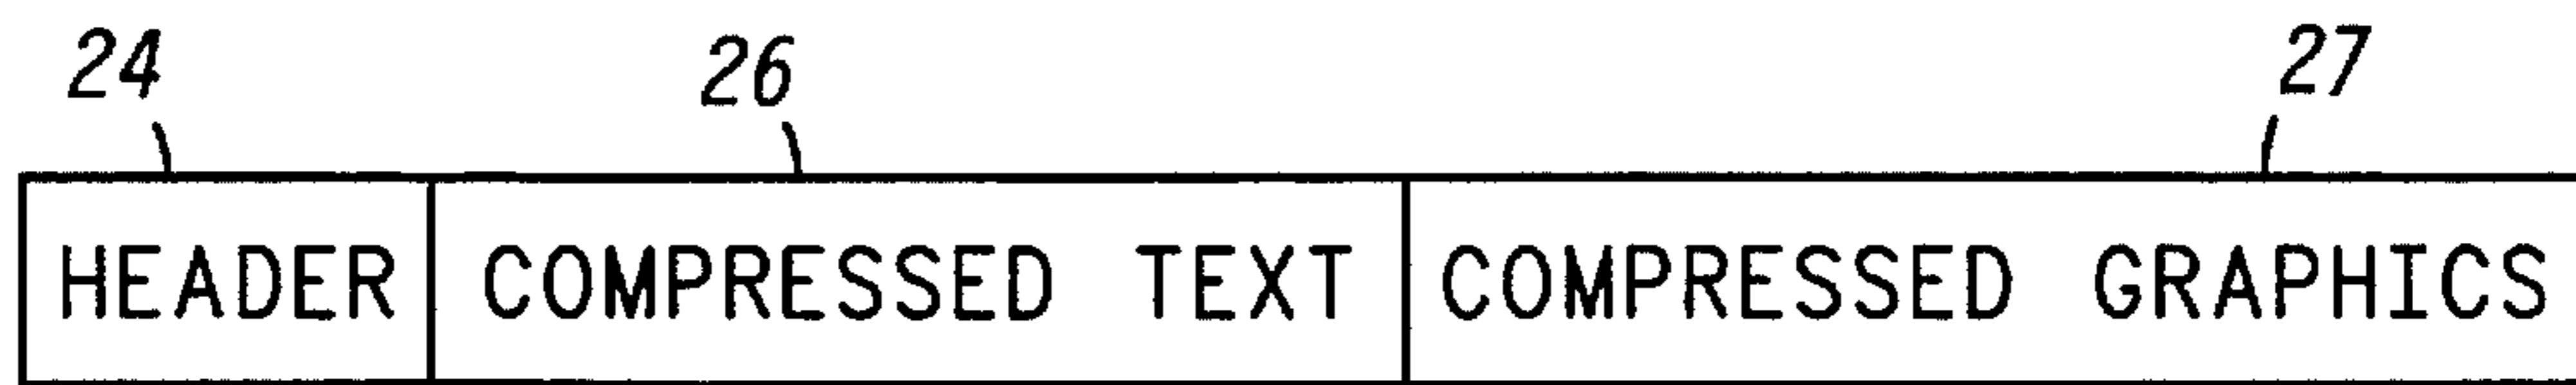 24 26 27
HEADER COMPRESSED TEXT COMPRESSED GRAPHICS